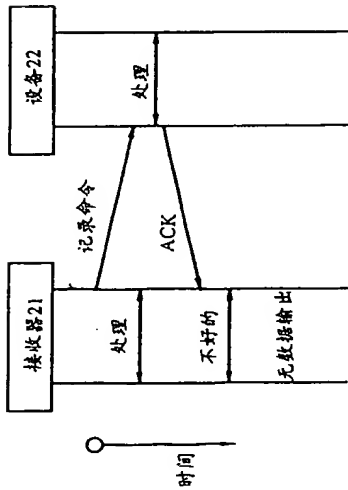 接收器21
设备22
记录命令
处理
处理
ACK
不好的
无数据输出
时间